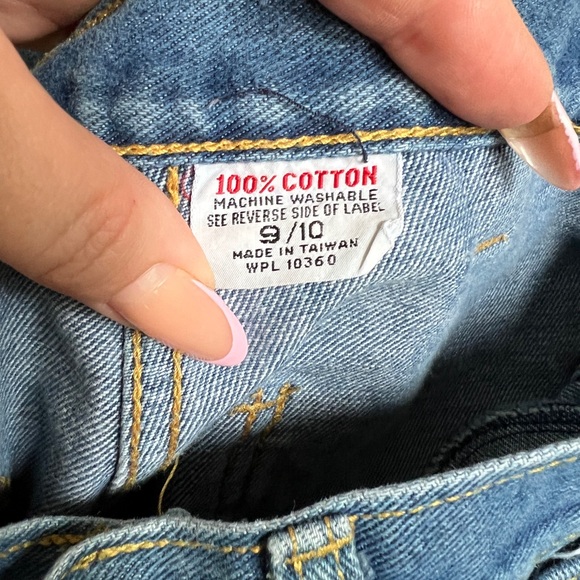 100% COTTON
MACHINE WASHABLE
SEE REVERSE SIDE OF LABEL
9/10
MADE IN TAIWAN
WPL 10360